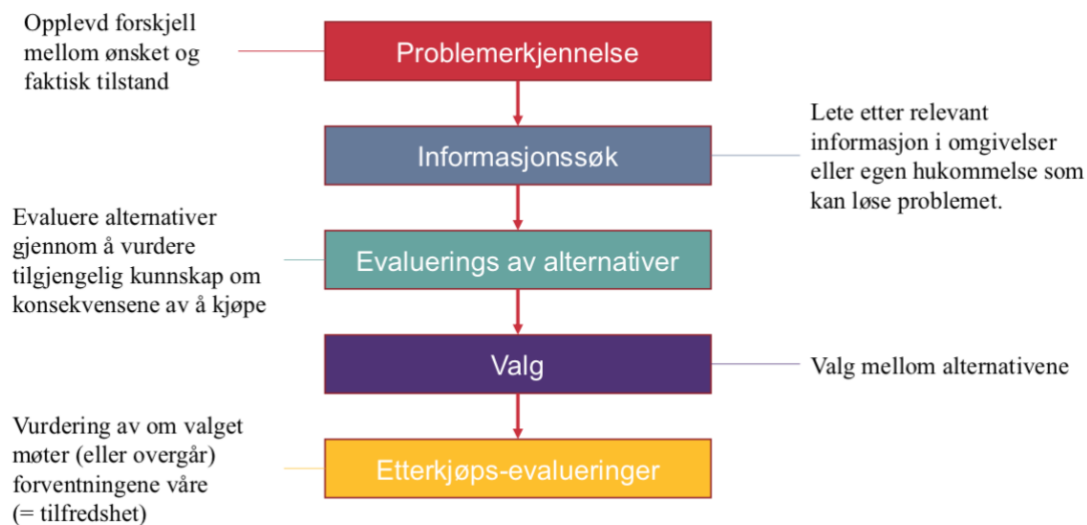 Opplevd forskjell
mellom ønsket og
faktisk tilstand
Problemerkjennelse
Informasjonssøk
Lete etter relevant
informasjon i omgivelser
eller egen hukommelse som
kan løse problemet.
Evaluere alternativer
gjennom å vurdere
tilgjengelig kunnskap om
konsekvensene av å kjøpe
Evaluerings av alternativer
Valg
Valg mellom alternativene
Vurdering av om valget
møter (eller overgår)
forventningene våre
(= tilfredshet)
Etterkjøps-evalueringer